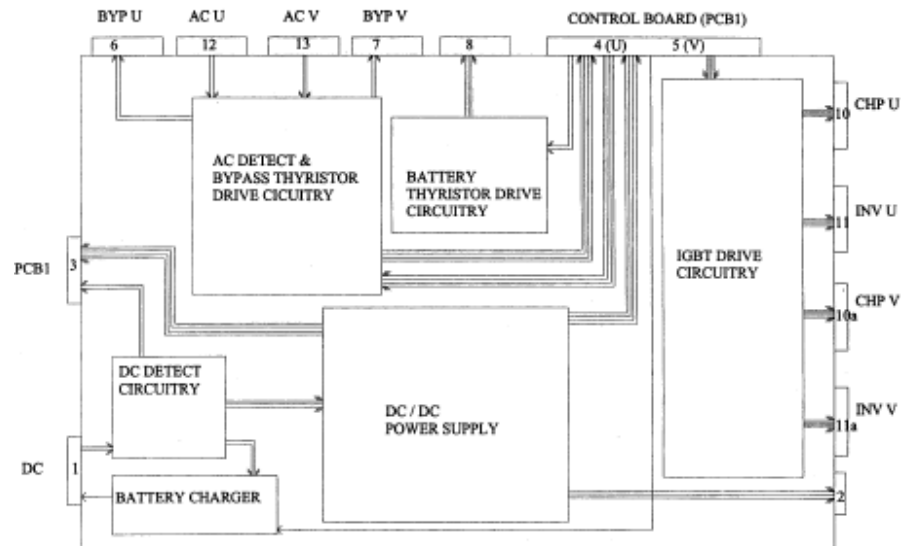 BYP U AC U AC V BYP V CONTROL BOARD (PCB1)
6 12 13 7 8 4 (U) 5 (V)
AC DETECT &
BYPASS THYRISTOR
DRIVE CICUITRY
BATTERY
THYRISTOR DRIVE
CIRCUITRY
IGBT DRIVE
CIRCUITRY
10 CHP U
11 INV U
10a CHP V
11a INV V
2
PCB1 3
DC DETECT
CIRCUITRY
DC / DC
POWER SUPPLY
DC 1
BATTERY CHARGER